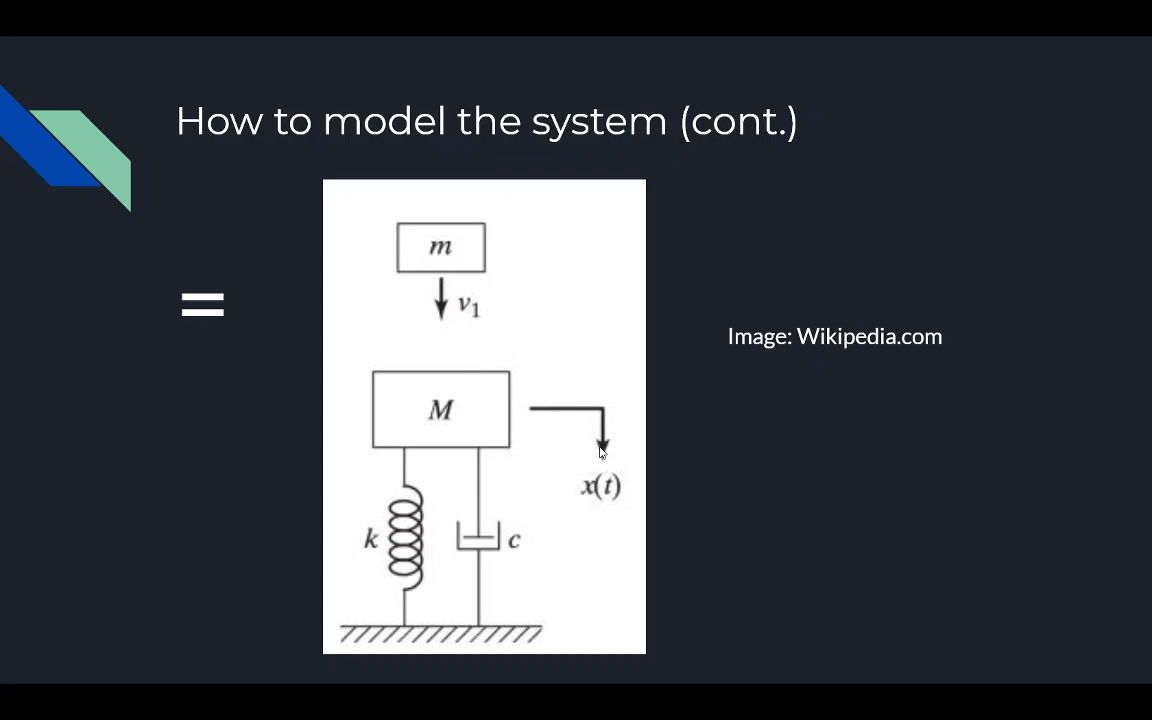 How to model the system (cont.)
m
v₁
=
Image: Wikipedia.com
M
x(t)
k
c